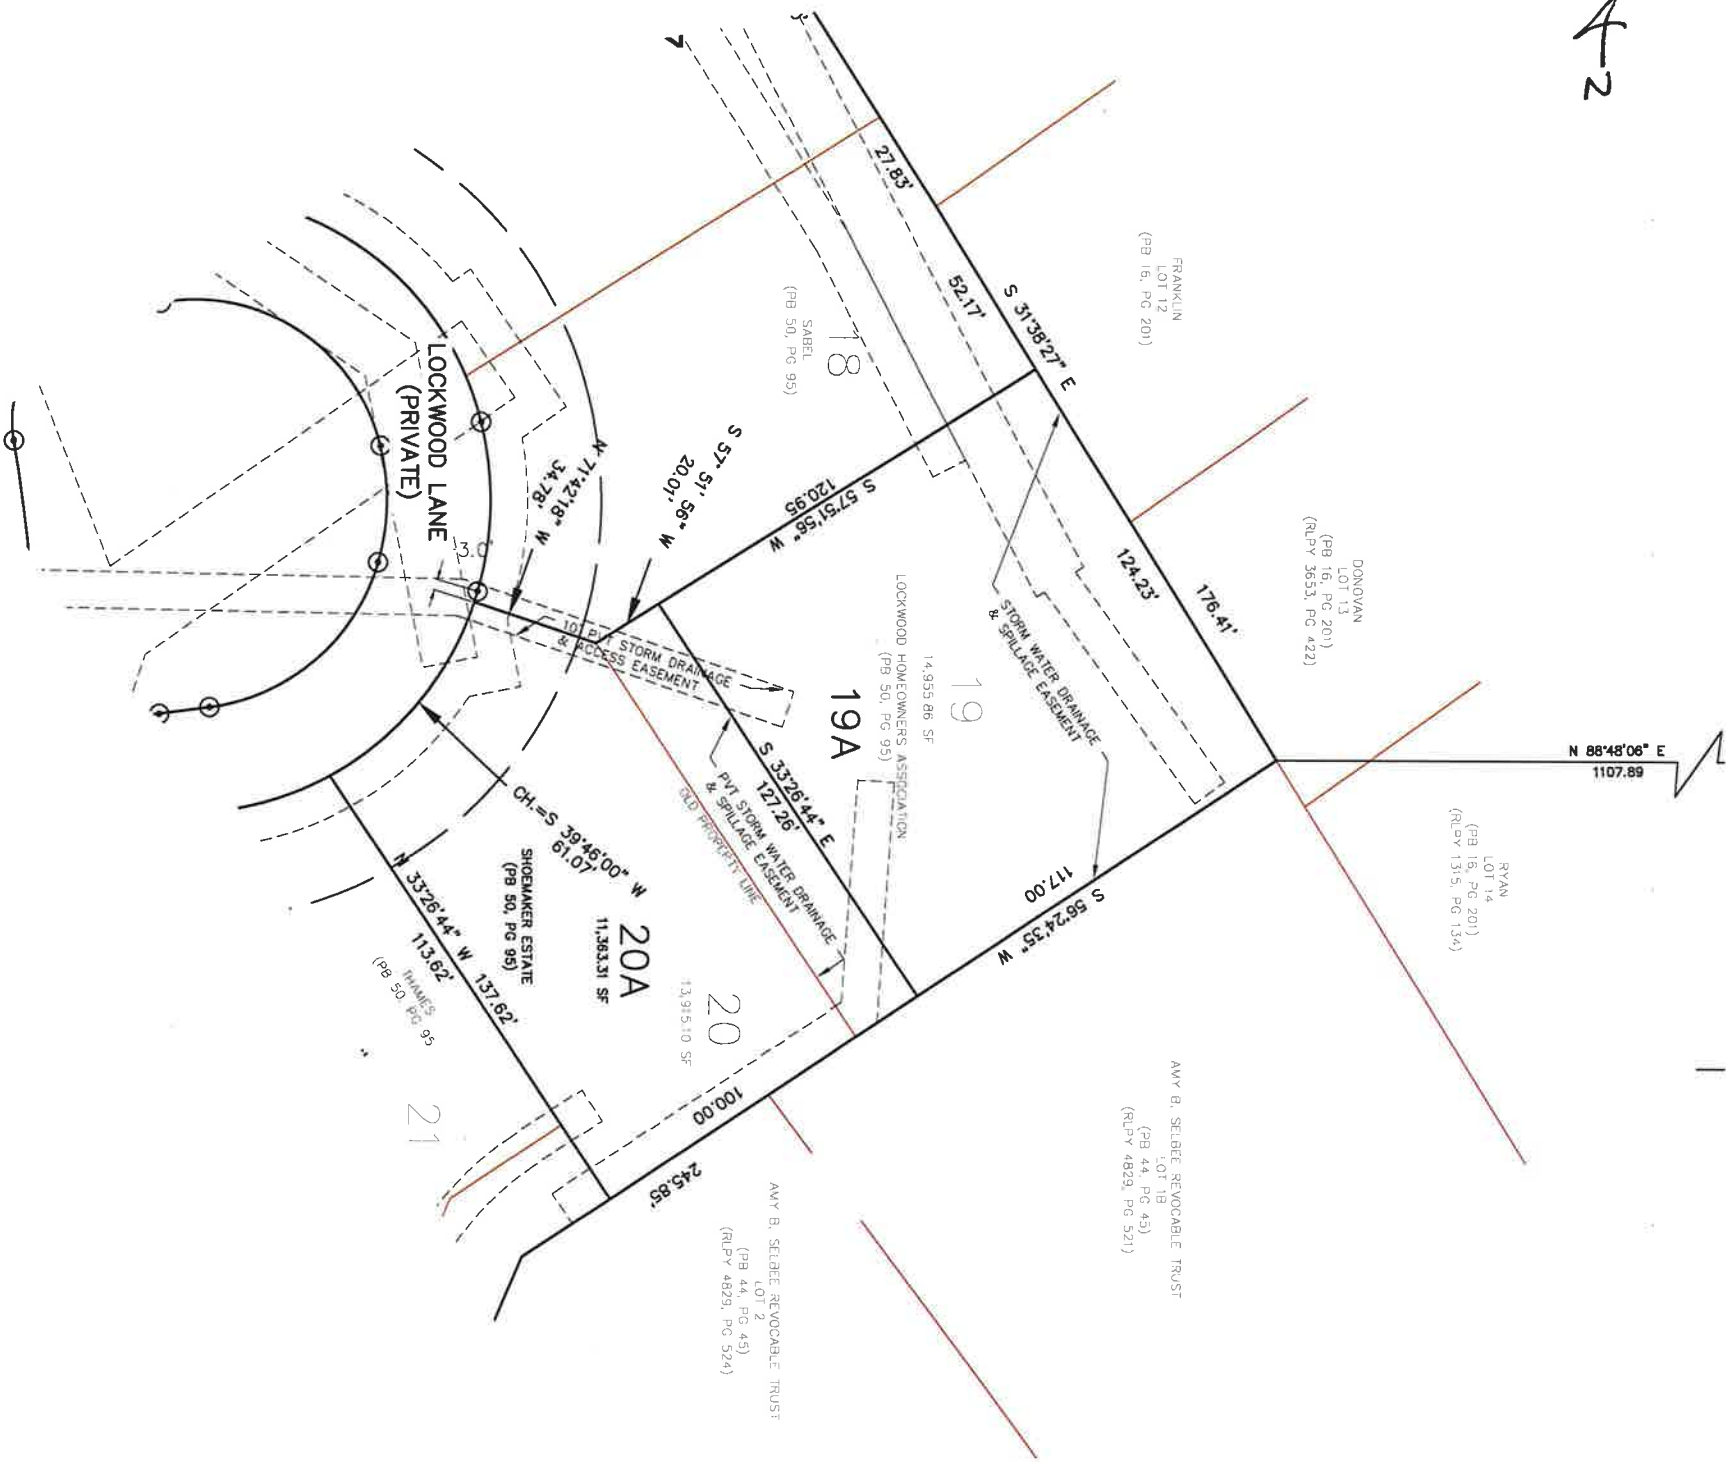 N
FRANKLIN
LOT 12
(PB 16, PG 201)
DONOVAN
LOT 13
(PB 16, PG 201)
(RLPY 3653, PG 422)
RYAN
LOT 14
(PB 16, PG 201)
(RLPY 1315, PG 134)
N 88°48'06" E
1107.89
27.83'
52.17'
S 31°38'27" E
124.23'
176.41'
18
SABEL
(PB 50, PG 95)
S 57°51'56" W
120.95
S 57° 51' 56" W
20.01'
N 71°42'18" W
34.78'
LOCKWOOD LANE
(PRIVATE)
3.0'
10' PVT STORM DRAINAGE
& ACCESS EASEMENT
STORM WATER DRAINAGE
& SPILLAGE EASEMENT
19
14,955.86 SF
LOCKWOOD HOMEOWNERS ASSOCIATION
(PB 50, PG 95)
19A
S 33°26'44" E
127.26'
PVT STORM WATER DRAINAGE
& SPILLAGE EASEMENT
OLD PROPERTY LINE
S 56°24'35" W
117.00
CH.=S 39°46'00" W
61.07'
20A
11,363.31 SF
SHOEMAKER ESTATE
(PB 50, PG 95)
20
13,915.10 SF
N 33°26'44" W 137.62'
113.62'
THAMES
(PB 50, PG 95
21
100.00
245.85'
AMY B. SELBEE REVOCABLE TRUST
LOT 1B
(PB 44, PG 45)
(RLPY 4829, PG 521)
AMY B. SELBEE REVOCABLE TRUST
LOT 2
(PB 44, PG 45)
(RLPY 4829, PG 524)